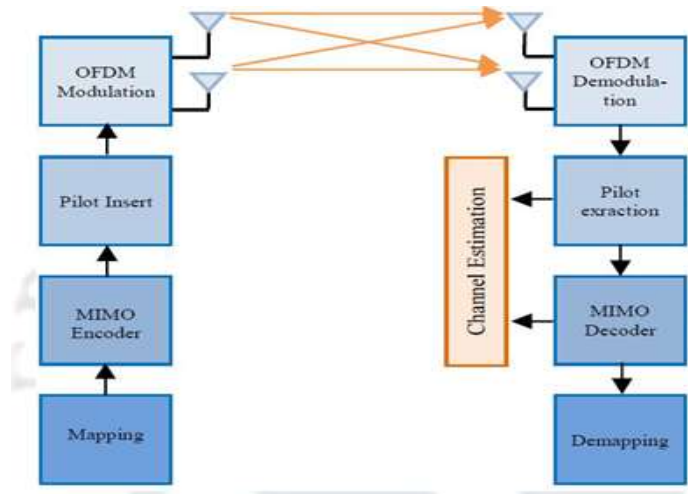 OFDM
Modulation
OFDM
Demodula-
tion
Pilot Insert
Pilot
exraction
Channel Estimation
MIMO
Encoder
MIMO
Decoder
Mapping
Demapping